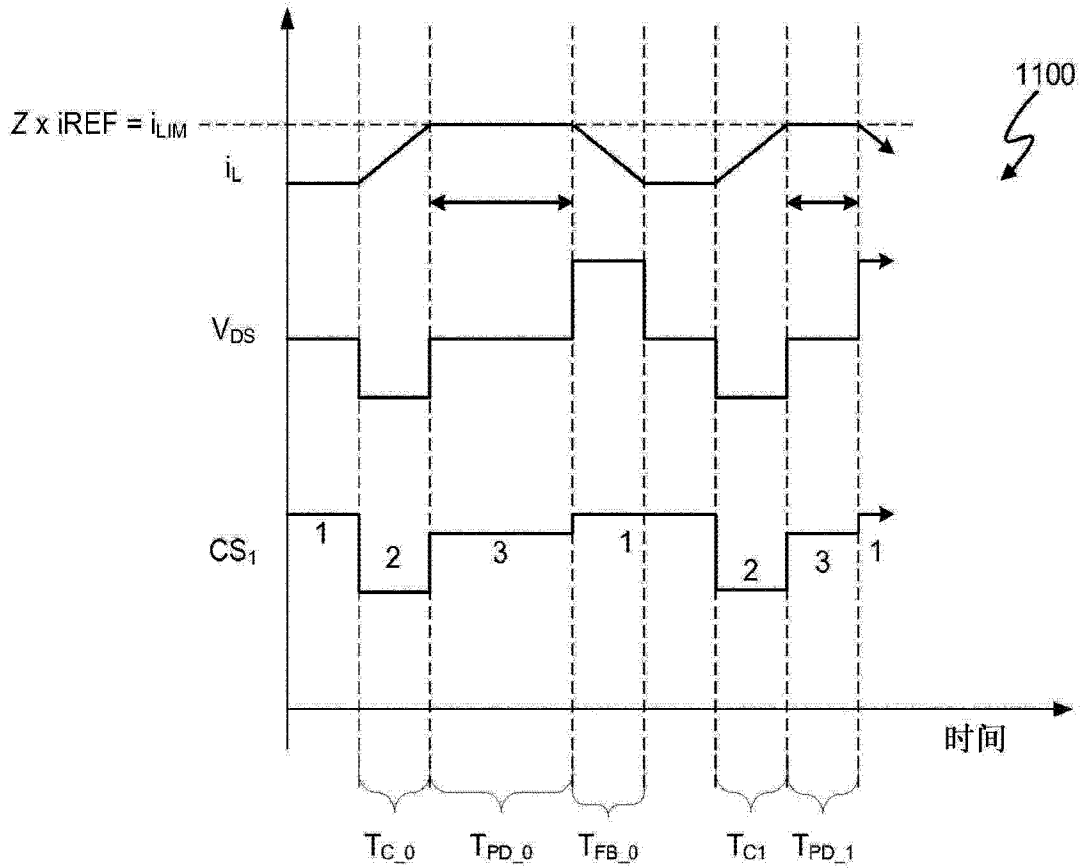 1100
Z x iREF = iLIM
iL
VDS
CS1
1
2
3
1
2
3
1
时间
TC_0
TPD_0
TFB_0
TC1
TPD_1